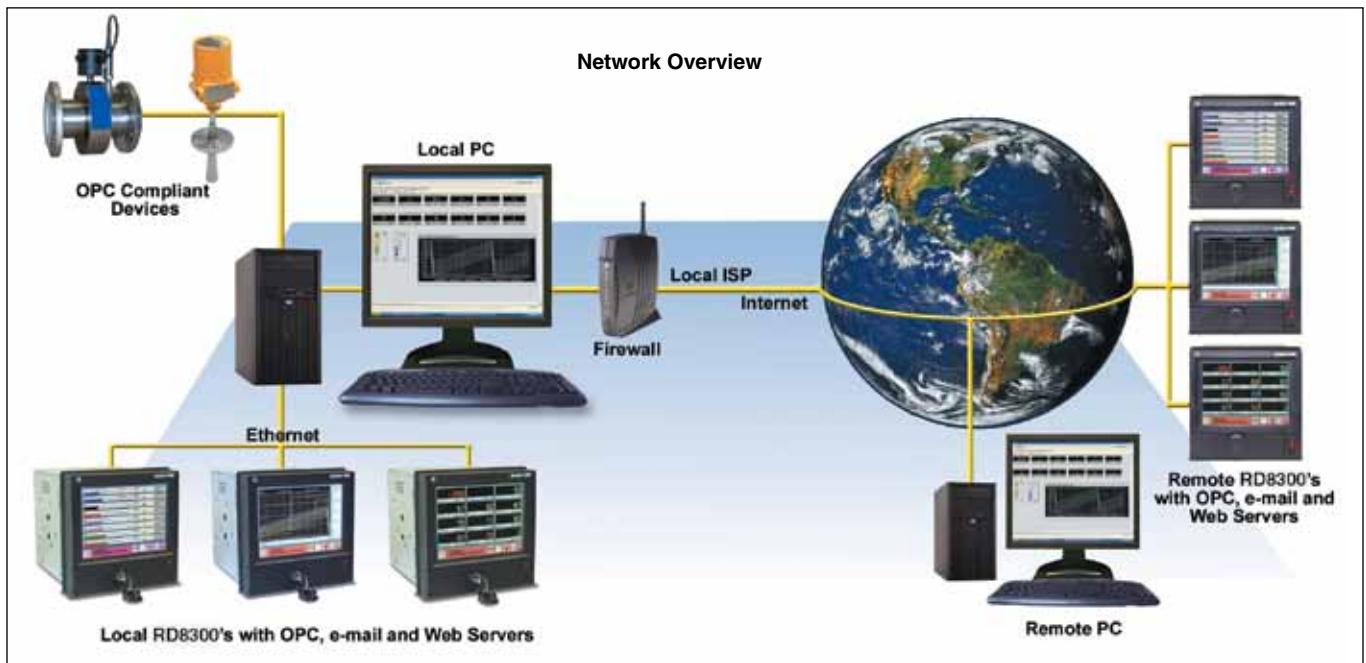 Network Overview
OPC Compliant
Devices
Local PC
Local ISP
Internet
Firewall
Ethernet
Local RD8300's with OPC, e-mail and Web Servers
Remote RD8300's
with OPC, e-mail and
Web Servers
Remote PC